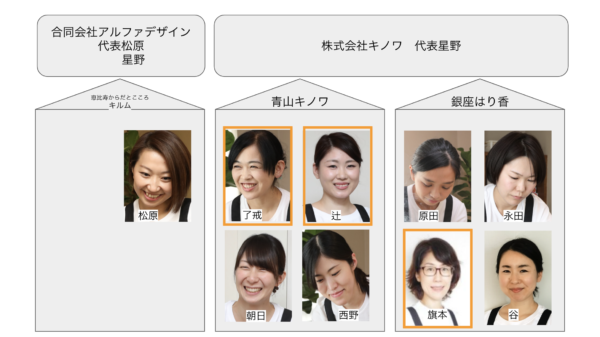 合同会社アルファデザイン
代表松原
星野
株式会社キノワ 代表星野
恵比寿からだとこころ
キルム
青山キノワ
銀座はり香
松原
了戒
辻
原田
永田
朝日
西野
旗本
谷